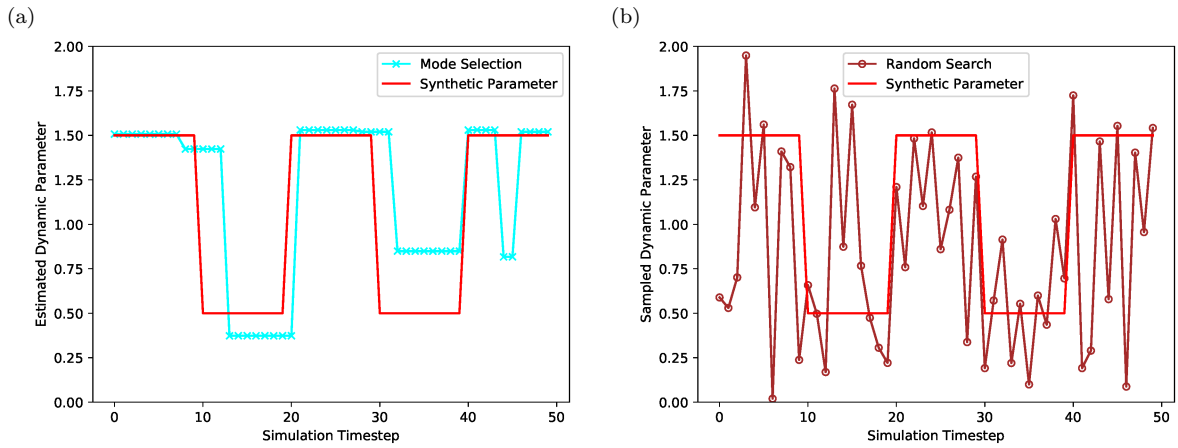 (a)
Estimated Dynamic Parameter
2.00
1.75
1.50
1.25
1.00
0.75
0.50
0.25
0.00
Mode Selection
Synthetic Parameter
0 10 20 30 40 50
Simulation Timestep
(b)
Sampled Dynamic Parameter
2.00
1.75
1.50
1.25
1.00
0.75
0.50
0.25
0.00
Random Search
Synthetic Parameter
0 10 20 30 40 50
Simulation Timestep